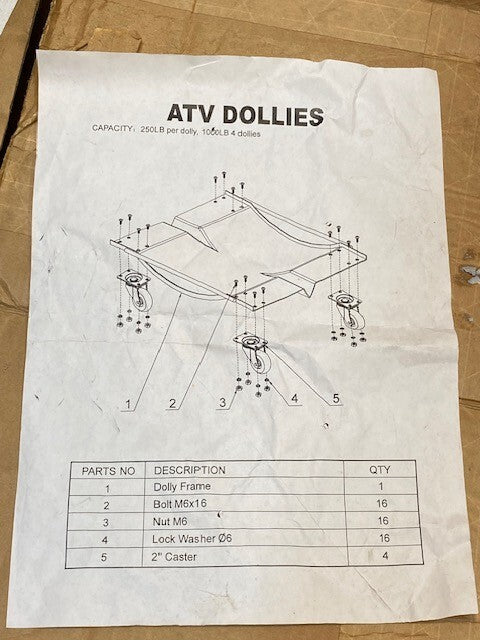 ATV DOLLIES
CAPACITY: 250LB per dolly, 1000LB 4 dollies
1 2 3 4 5
PARTS NO DESCRIPTION QTY
1 Dolly Frame 1
2 Bolt M6x16 16
3 Nut M6 16
4 Lock Washer Ø6 16
5 2" Caster 4